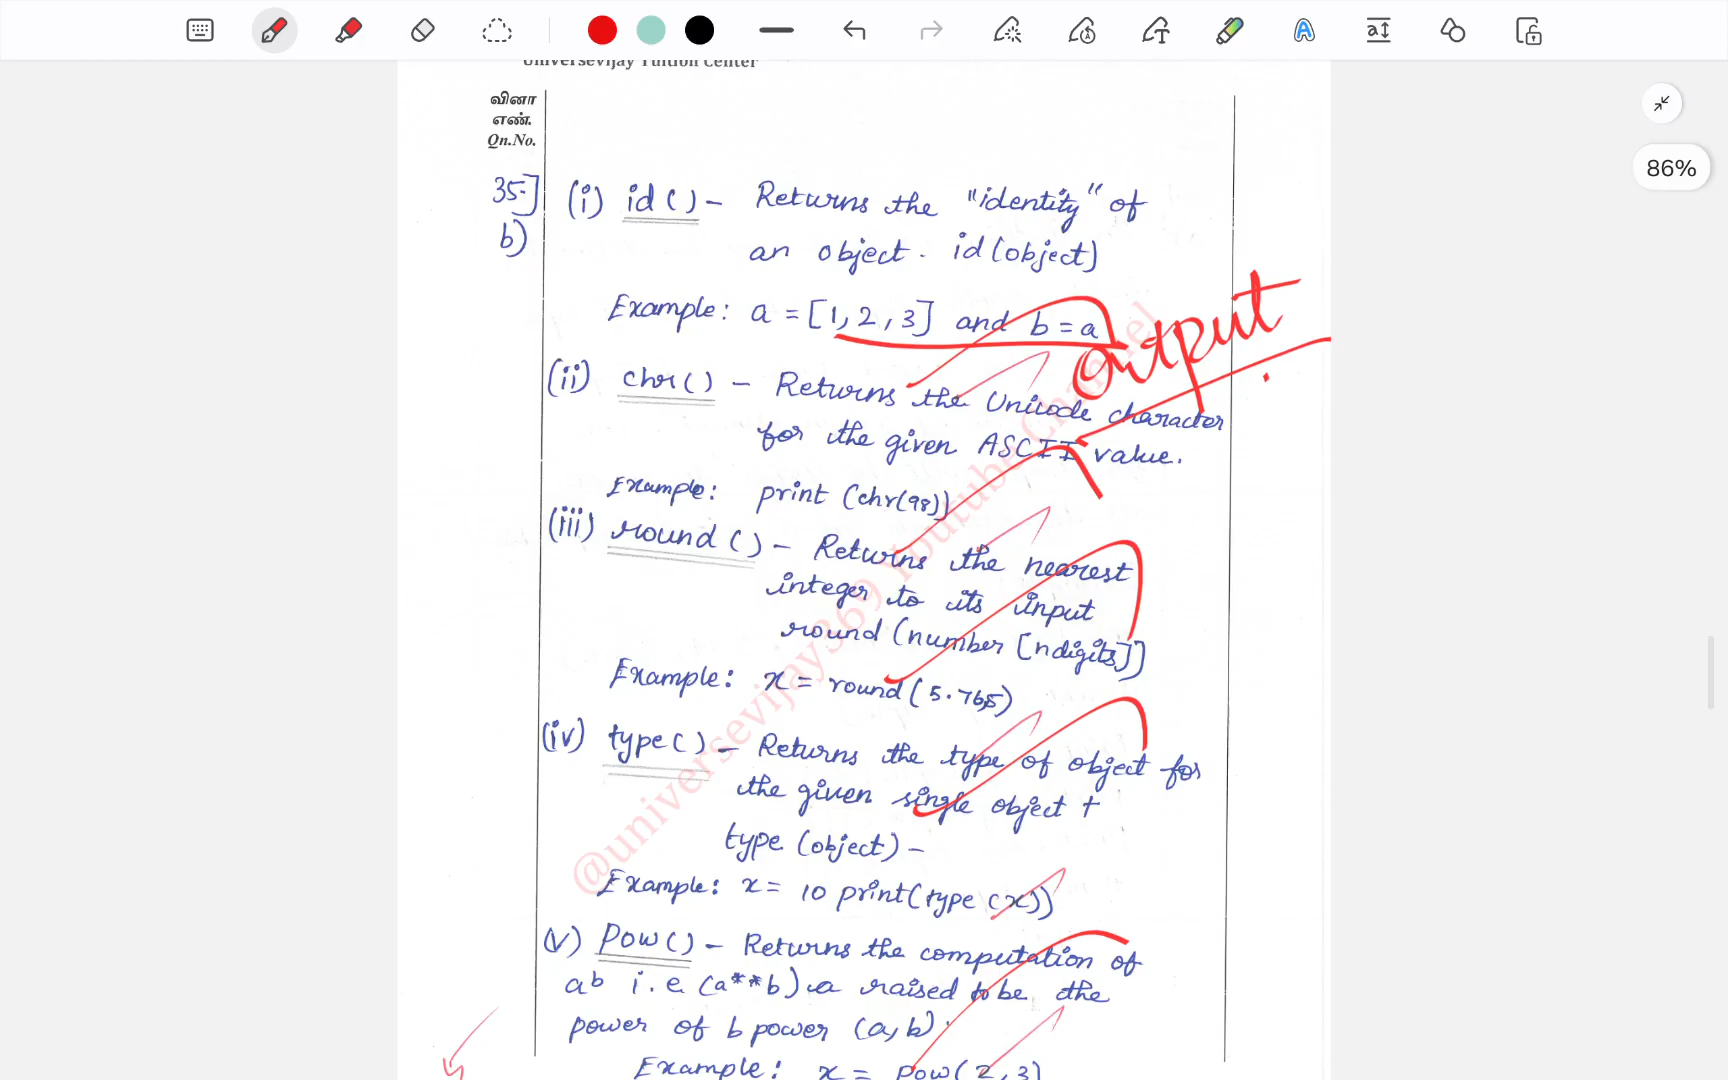 Universevijay Tuition Center
வினா
எண்.
Qn.No.
35.]
b)
(i) id() - Returns the "identity" of
an object. id(object)
Example: a = [1, 2, 3] and b = a
output
(ii) chr() - Returns the Unicode character
for the given ASCII value.
Example: print (chr(98))
(iii) round () - Returns the nearest
integer to its input
round (number [ndigits])
Example: x = round (5.765)
(iv) type() - Returns the type of object for
the given single object +
type (object) -
Example: x = 10 print(type (x))
(v) Pow() - Returns the computation of
ab i.e (a**b) a raised to be the
power of b power (a, b).
Example: x = pow(2, 3)
@universevijay369 Youtube Channel
86%